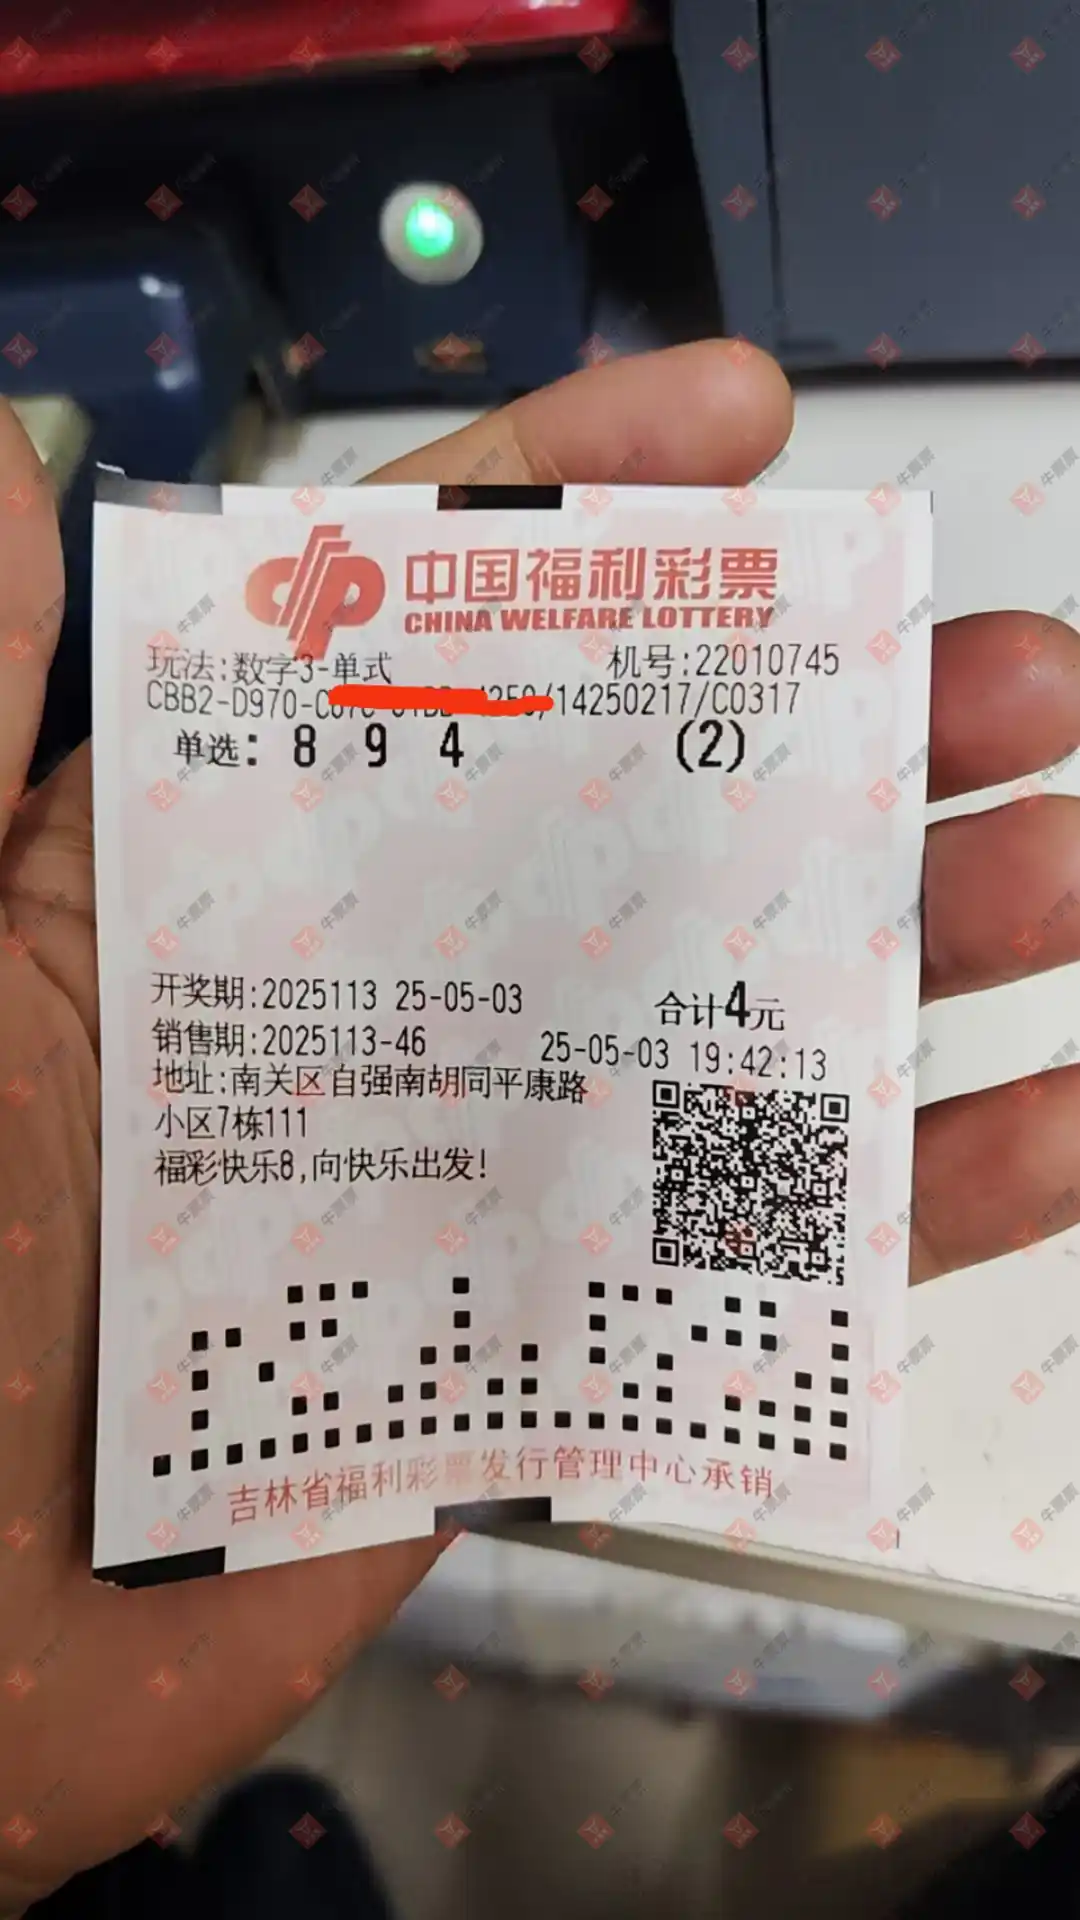 中国福利彩票
CHINA WELFARE LOTTERY
玩法:数字3-单式 机号:22010745
CBB2-D970- /14250217/C0317
单选: 8 9 4 (2)
开奖期:2025113 25-05-03 合计4元
销售期:2025113-46 25-05-03 19:42:13
地址:南关区自强南胡同平康路
小区7栋111
福彩快乐8,向快乐出发!
吉林省福利彩票发行管理中心承销
牛票票